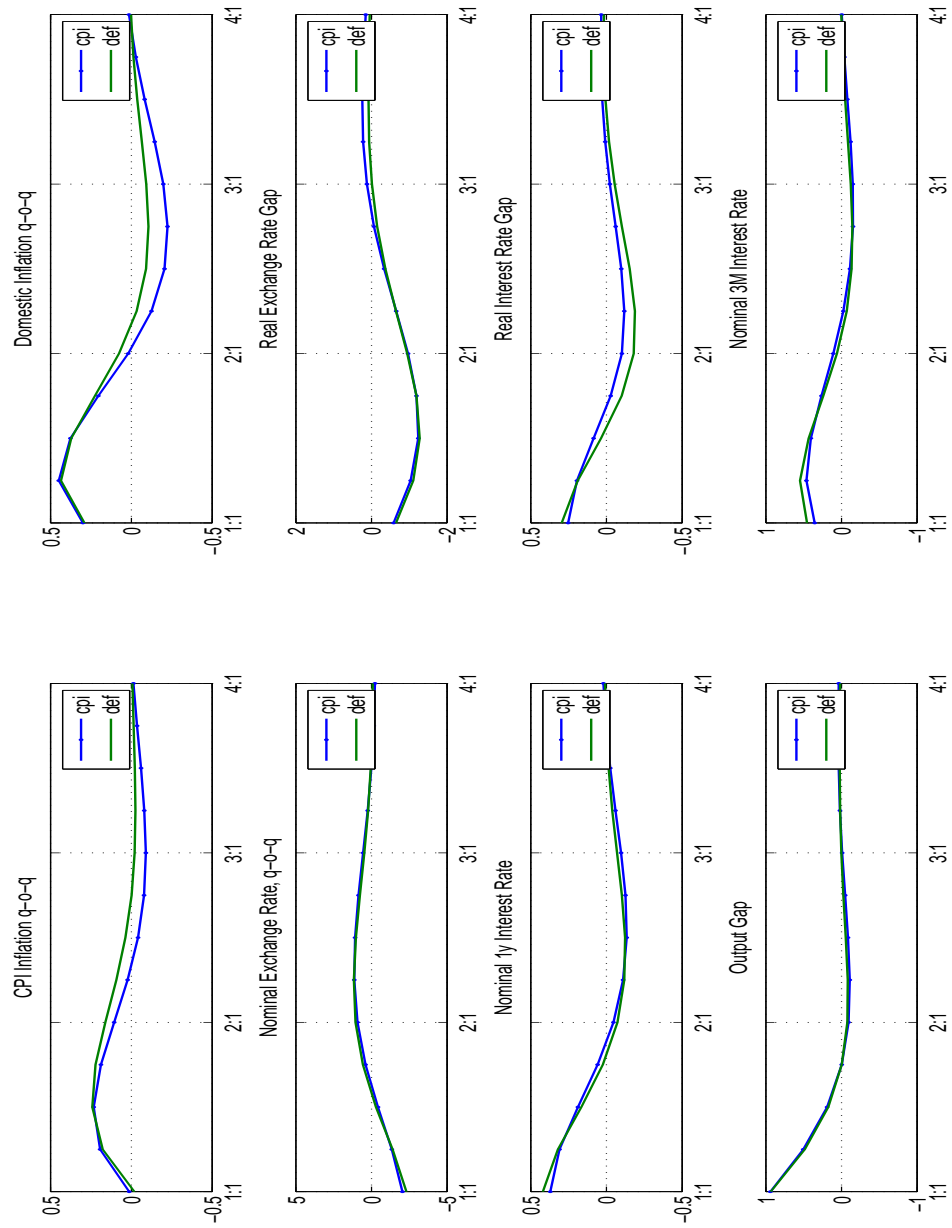 CPI Inflation q-o-q
0.5
0
-0.5
1:1 2:1 3:1 4:1
cpi
def
Domestic Inflation q-o-q
0.5
0
-0.5
1:1 2:1 3:1 4:1
cpi
def
Nominal Exchange Rate, q-o-q
5
0
-5
1:1 2:1 3:1 4:1
cpi
def
Real Exchange Rate Gap
2
0
-2
1:1 2:1 3:1 4:1
cpi
def
Nominal 1y Interest Rate
0.5
0
-0.5
1:1 2:1 3:1 4:1
cpi
def
Real Interest Rate Gap
0.5
0
-0.5
1:1 2:1 3:1 4:1
cpi
def
Output Gap
1
0
-1
1:1 2:1 3:1 4:1
cpi
def
Nominal 3M Interest Rate
1
0
-1
1:1 2:1 3:1 4:1
cpi
def